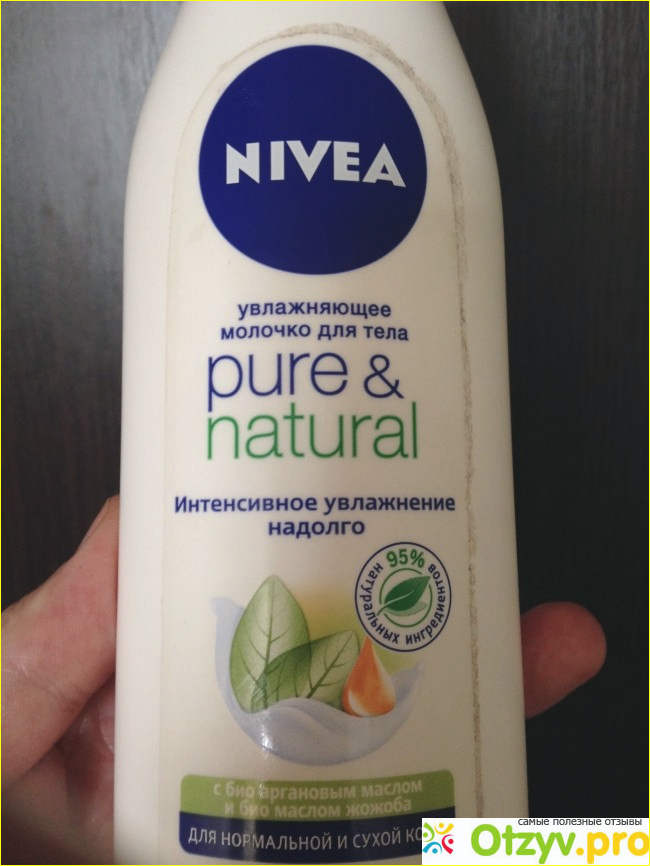 NIVEA
увлажняющее
молочко для тела
pure &
natural
Интенсивное увлажнение
надолго
95%
натуральных ингредиентов
с био аргановым маслом
и био маслом жожоба
ДЛЯ НОРМАЛЬНОЙ И СУХОЙ
самые полезные отзывы
Otzyv.pro